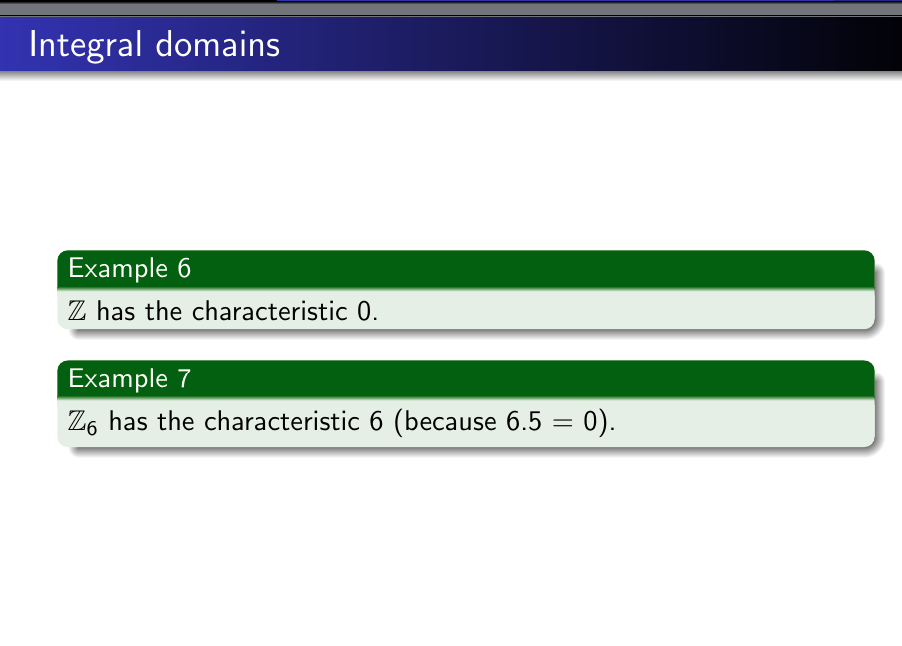 Integral domains
Example 6
ℤ has the characteristic 0.
Example 7
ℤ₆ has the characteristic 6 (because 6.5 = 0).